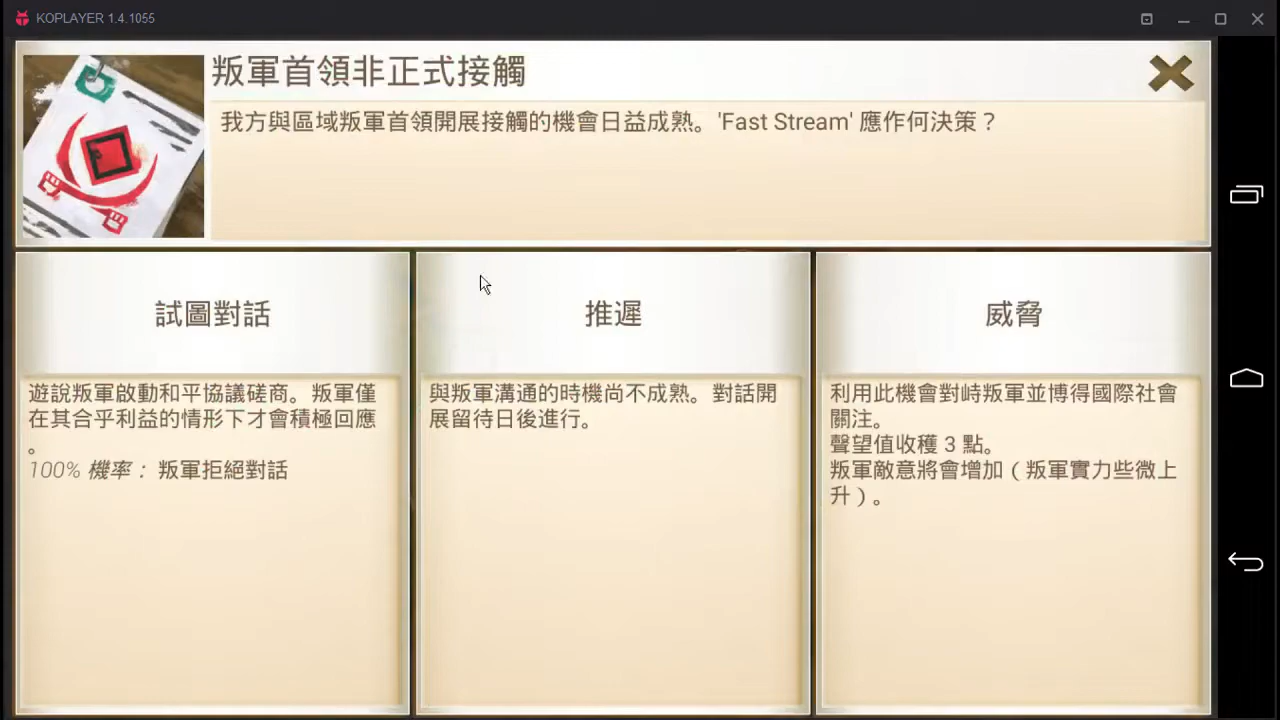 KOPLAYER 1.4.1055
叛軍首領非正式接觸
我方與區域叛軍首領開展接觸的機會日益成熟。'Fast Stream' 應作何決策？
試圖對話
遊說叛軍啟動和平協議磋商。叛軍僅
在其合乎利益的情形下才會積極回應
。
100% 機率： 叛軍拒絕對話
推遲
與叛軍溝通的時機尚不成熟。對話開
展留待日後進行。
威脅
利用此機會對峙叛軍並博得國際社會
關注。
聲望值收穫 3 點。
叛軍敵意將會增加（叛軍實力些微上
升）。